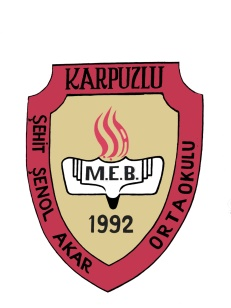 KARPUZLU
ŞEHİT ŞENOL AKAR
ORTAOKULU
M.E.B.
1992